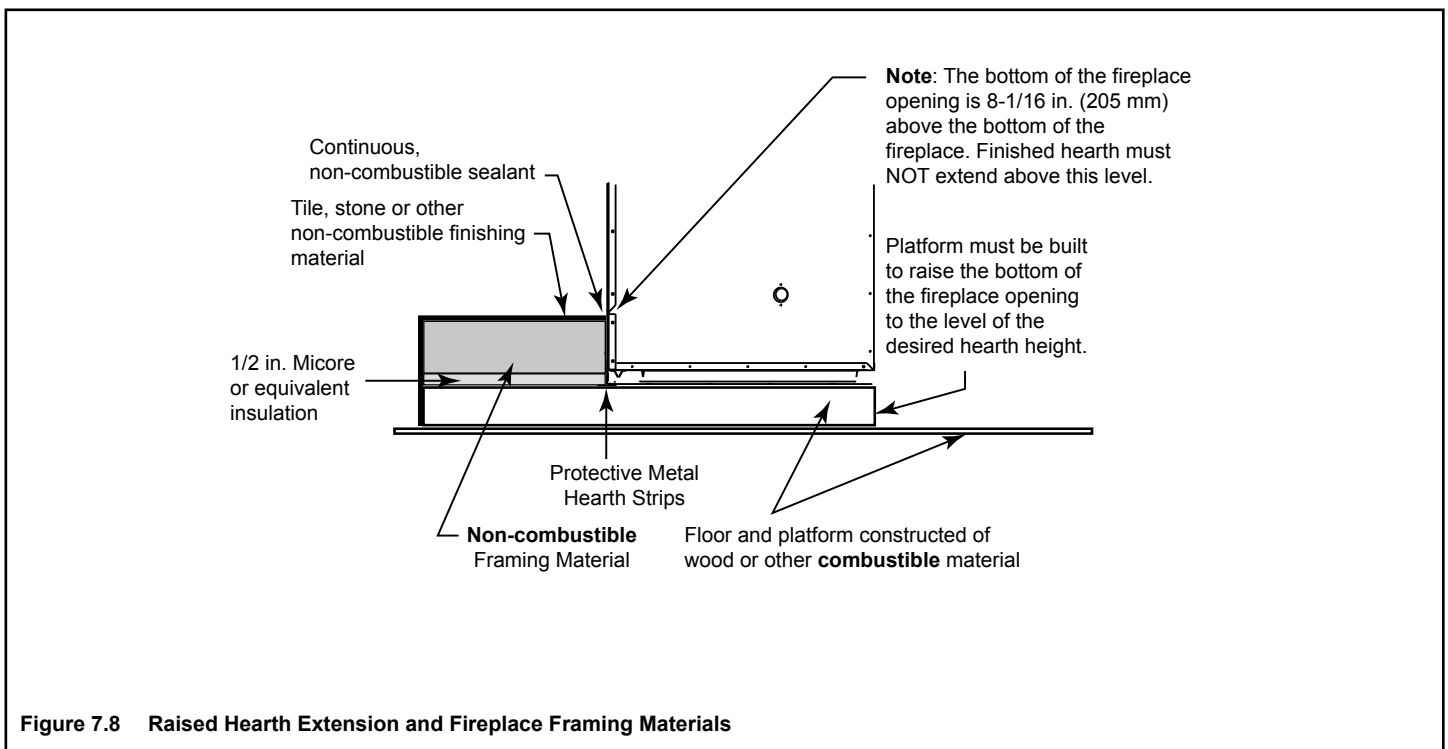 Note: The bottom of the fireplace
opening is 8-1/16 in. (205 mm)
above the bottom of the
fireplace. Finished hearth must
NOT extend above this level.
Continuous,
non-combustible sealant
Tile, stone or other
non-combustible finishing
material
Platform must be built
to raise the bottom of
the fireplace opening
to the level of the
desired hearth height.
1/2 in. Micore
or equivalent
insulation
Protective Metal
Hearth Strips
Non-combustible
Framing Material
Floor and platform constructed of
wood or other combustible material
Figure 7.8 Raised Hearth Extension and Fireplace Framing Materials